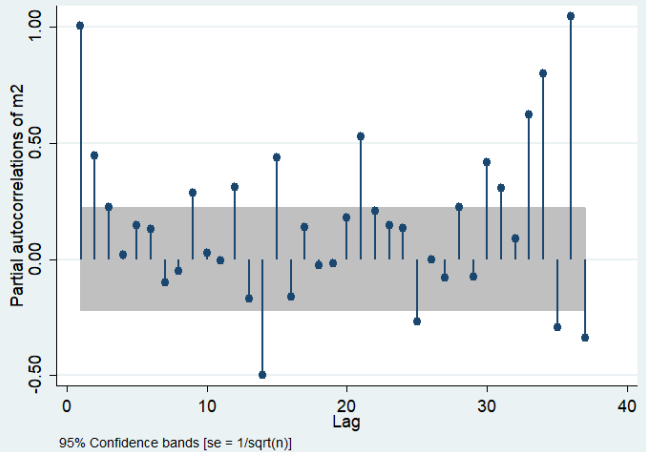 Partial autocorrelations of m2
1.00
0.50
0.00
-0.50
0 10 20 30 40
Lag
95% Confidence bands [se = 1/sqrt(n)]